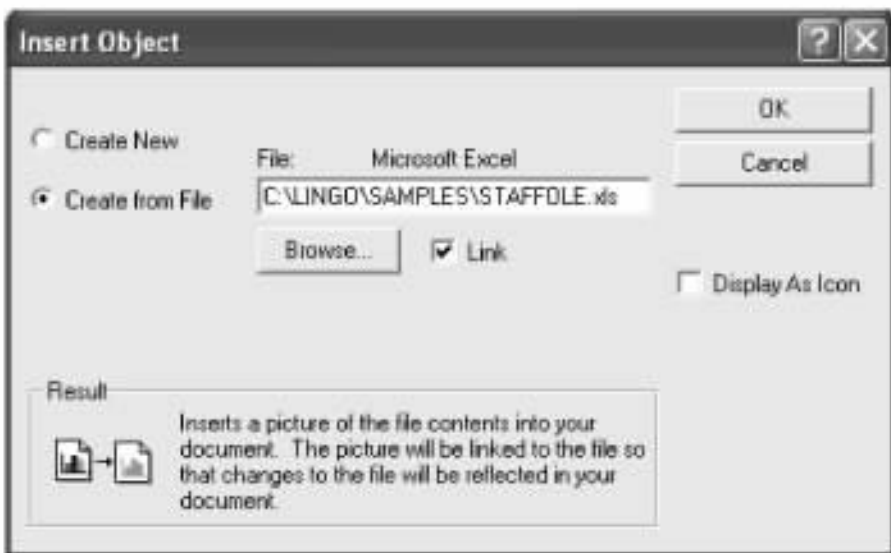 Insert Object
OK
Create New
File: Microsoft Excel
Cancel
Create from File
C:\LINGO\SAMPLES\STAFFOLE.xls
Browse...
Link
Display As Icon
Result
Inserts a picture of the file contents into your
document. The picture will be linked to the file so
that changes to the file will be reflected in your
document.